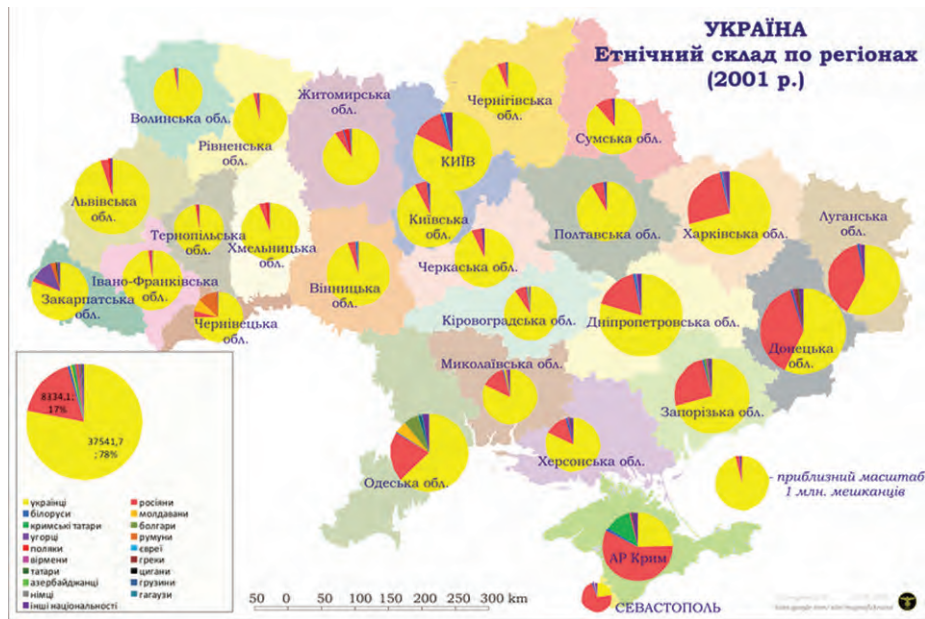 УКРАЇНА
Етнічний склад по регіонах
(2001 р.)
Волинська обл.
Рівненська
обл.
Житомирська
обл.
Чернігівська
обл.
Сумська обл.
КИЇВ
Львівська
обл.
Тернопільська
обл.
Хмельницька
обл.
Київська
обл.
Полтавська обл.
Харківська обл.
Луганська
обл.
Закарпатська
обл.
Івано-Франківська
обл.
Чернівецька
обл.
Вінницька
обл.
Черкаська
обл.
Кіровоградська обл.
Дніпропетровська обл.
Донецька
обл.
Миколаївська
обл.
Запорізька обл.
Одеська обл.
Херсонська обл.
- приблизний масштаб
1 млн. мешканців
АР Крим
СЕВАСТОПОЛЬ
8334,1;
17%
37541,7
; 78%
українці
росіяни
білоруси
молдавани
кримські татари
болгари
угорці
румуни
поляки
євреї
вірмени
греки
татари
цигани
азербайджанці
грузини
німці
гагаузи
інші національності
50 0 50 100 150 200 250 300 km